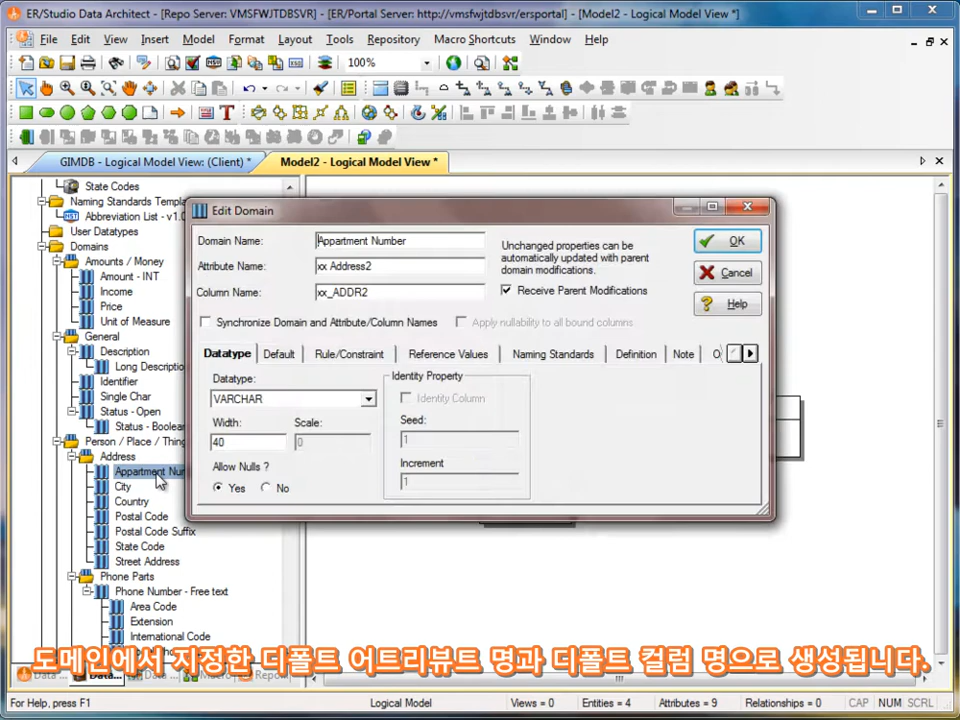 ER/Studio Data Architect - [Repo Server: VMSFWJTDBSVR] - [ER/Portal Server: http://vmsfwjtdbsvr/ersportal] - [Model2 - Logical Model View *]
File Edit View Insert Model Format Layout Tools Repository Macro Shortcuts Window Help
100%
GIMDB - Logical Model View: (Client) * Model2 - Logical Model View *
State Codes
Naming Standards Templa
Abbreviation List - v1.0
User Datatypes
Domains
Amounts / Money
Amount - INT
Income
Price
Unit of Measure
General
Description
Long Descriptio
Identifier
Single Char
Status - Open
Status - Boolea
Person / Place / Thing
Address
Appartment Num
City
Country
Postal Code
Postal Code Suffix
State Code
Street Address
Phone Parts
Phone Number - Free text
Area Code
Extension
International Code
Edit Domain
Domain Name: Appartment Number
Attribute Name: xx Address2
Column Name: xx_ADDR2
Unchanged properties can be
automatically updated with parent
domain modifications.
Receive Parent Modifications
OK
Cancel
Help
Synchronize Domain and Attribute/Column Names Apply nullability to all bound columns
Datatype Default Rule/Constraint Reference Values Naming Standards Definition Note
Datatype:
VARCHAR
Width: Scale:
40 0
Allow Nulls ?
Yes No
Identity Property
Identity Column
Seed:
1
Increment
1
도메인에서 지정한 디폴트 어트리뷰트 명과 디폴트 컬럼 명으로 생성됩니다.
Data...
For Help, press F1 Logical Model Views = 0 Entities = 4 Attributes = 9 Relationships = 0 CAP NUM SCRL